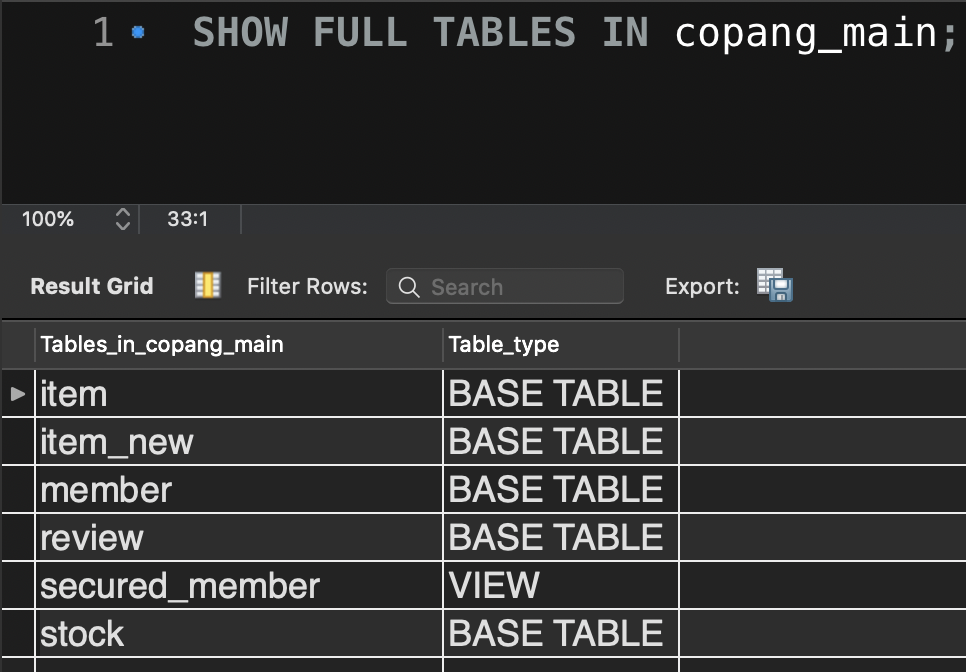 1 SHOW FULL TABLES IN copang_main;
100% 33:1
Result Grid Filter Rows: Search Export:
Tables_in_copang_main Table_type
item BASE TABLE
item_new BASE TABLE
member BASE TABLE
review BASE TABLE
secured_member VIEW
stock BASE TABLE